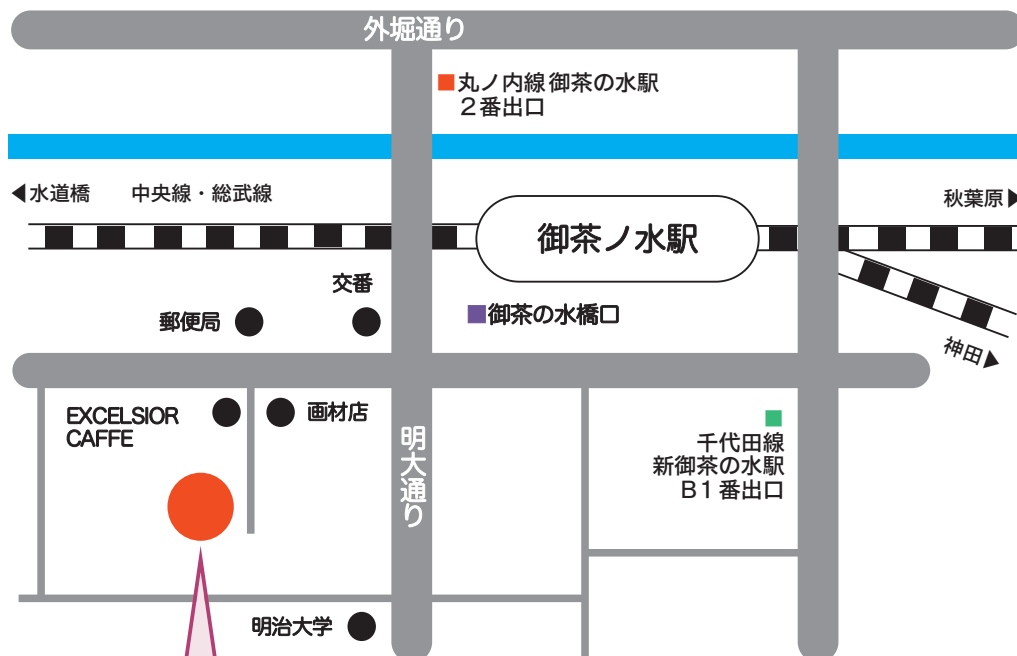 外堀通り
丸ノ内線 御茶の水駅
２番出口
水道橋
中央線・総武線
秋葉原
御茶ノ水駅
交番
郵便局
御茶の水橋口
神田
EXCELSIOR
CAFFE
画材店
明大通り
千代田線
新御茶の水駅
B１番出口
明治大学